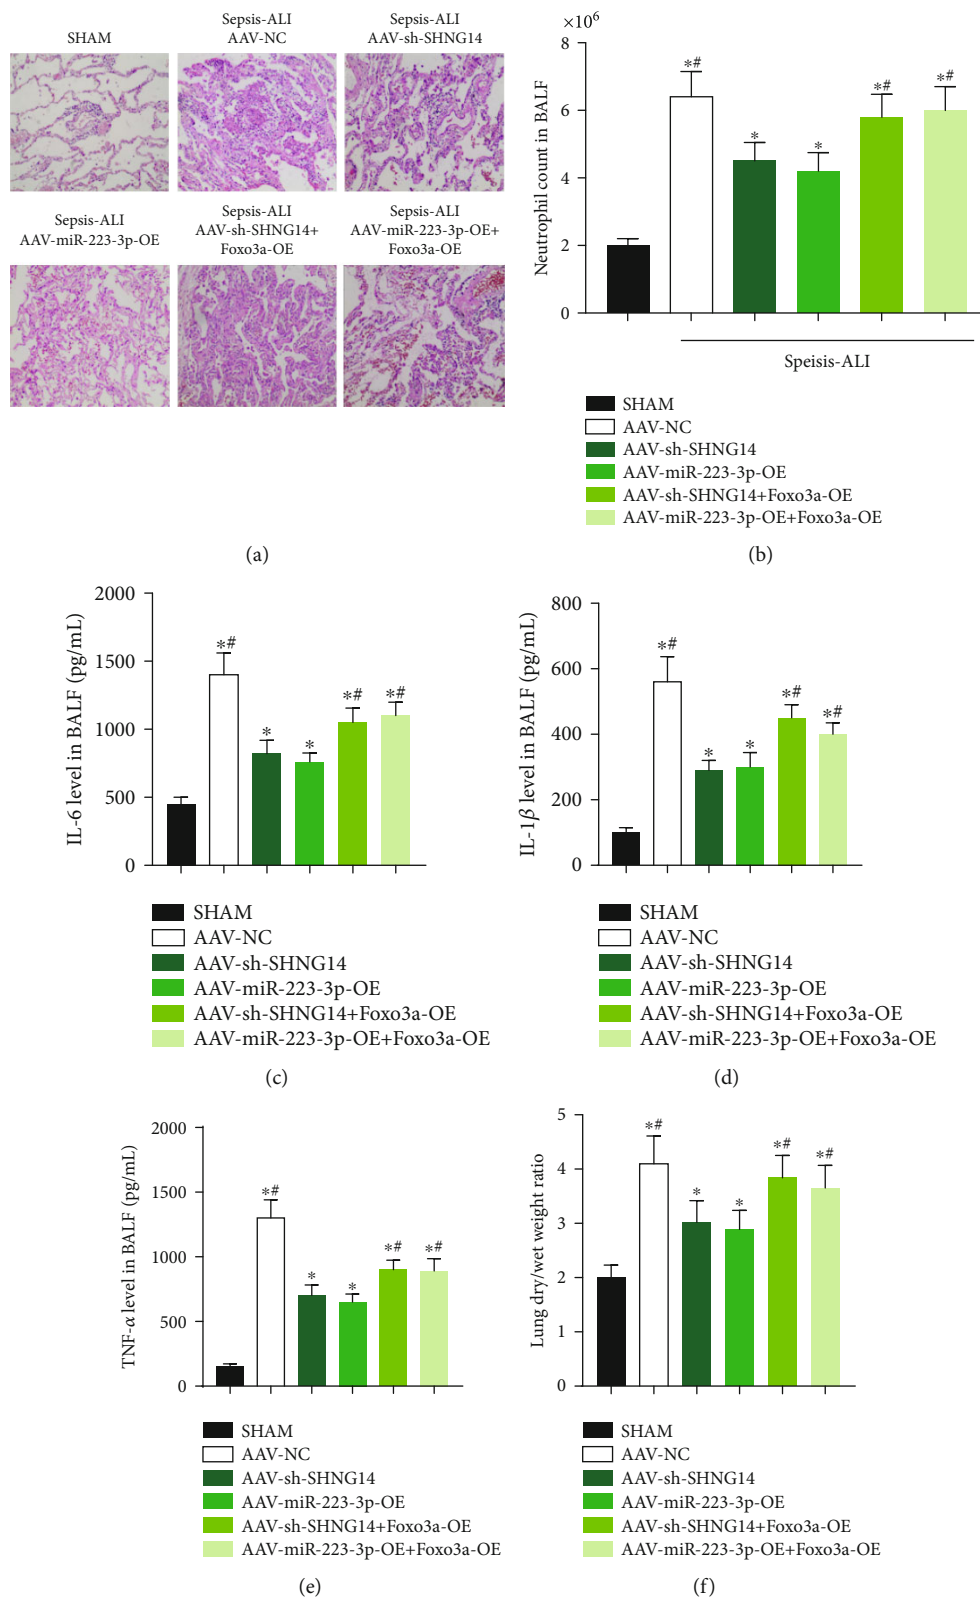 SHAM
Sepsis-ALI
AAV-NC
Sepsis-ALI
AAV-sh-SHNG14
Sepsis-ALI
AAV-miR-223-3p-OE
Sepsis-ALI
AAV-sh-SHNG14+
Foxo3a-OE
Sepsis-ALI
AAV-miR-223-3p-OE+
Foxo3a-OE
(a)
×10⁶
Neutrophil count in BALF
8
6
4
2
0
*#
*
*
*#
*#
Speisis-ALI
SHAM
AAV-NC
AAV-sh-SHNG14
AAV-miR-223-3p-OE
AAV-sh-SHNG14+Foxo3a-OE
AAV-miR-223-3p-OE+Foxo3a-OE
(b)
IL-6 level in BALF (pg/mL)
2000
1500
1000
500
0
*#
*
*
*#
*#
SHAM
AAV-NC
AAV-sh-SHNG14
AAV-miR-223-3p-OE
AAV-sh-SHNG14+Foxo3a-OE
AAV-miR-223-3p-OE+Foxo3a-OE
(c)
IL-1β level in BALF (pg/mL)
800
600
400
200
0
*#
*
*
*#
*#
SHAM
AAV-NC
AAV-sh-SHNG14
AAV-miR-223-3p-OE
AAV-sh-SHNG14+Foxo3a-OE
AAV-miR-223-3p-OE+Foxo3a-OE
(d)
TNF-α level in BALF (pg/mL)
2000
1500
1000
500
0
*#
*
*
*#
*#
SHAM
AAV-NC
AAV-sh-SHNG14
AAV-miR-223-3p-OE
AAV-sh-SHNG14+Foxo3a-OE
AAV-miR-223-3p-OE+Foxo3a-OE
(e)
Lung dry/wet weight ratio
5
4
3
2
1
0
*#
*
*
*#
*#
SHAM
AAV-NC
AAV-sh-SHNG14
AAV-miR-223-3p-OE
AAV-sh-SHNG14+Foxo3a-OE
AAV-miR-223-3p-OE+Foxo3a-OE
(f)